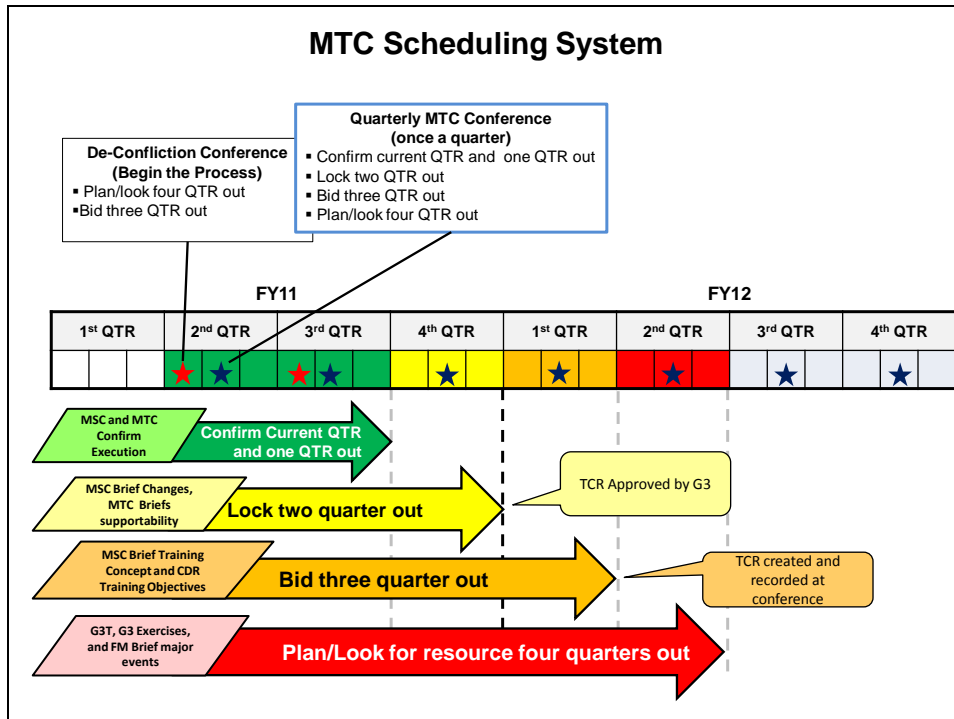 MTC Scheduling System
De-Confliction Conference
(Begin the Process)
▪ Plan/look four QTR out
▪Bid three QTR out
Quarterly MTC Conference
(once a quarter)
▪ Confirm current QTR and one QTR out
▪ Lock two QTR out
▪ Bid three QTR out
▪ Plan/look four QTR out
FY11
FY12
1st QTR
2nd QTR
3rd QTR
4th QTR
1st QTR
2nd QTR
3rd QTR
4th QTR
MSC and MTC
Confirm
Execution
Confirm Current QTR
and one QTR out
MSC Brief Changes,
MTC Briefs
supportability
Lock two quarter out
TCR Approved by G3
MSC Brief Training
Concept and CDR
Training Objectives
Bid three quarter out
TCR created and
recorded at
conference
G3T, G3 Exercises,
and FM Brief major
events
Plan/Look for resource four quarters out